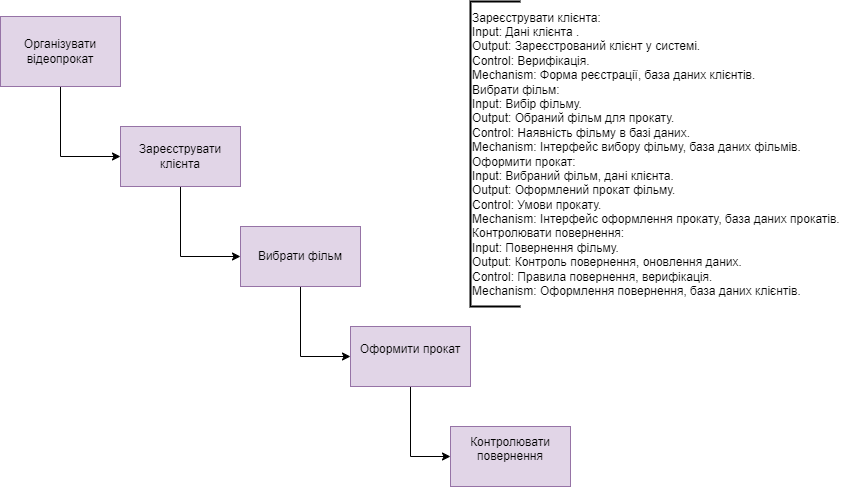 Організувати
відеопрокат
Зареєструвати
клієнта
Вибрати фільм
Оформити прокат
Контролювати
повернення
Зареєструвати клієнта:
Input: Дані клієнта .
Output: Зареєстрований клієнт у системі.
Control: Верифікація.
Mechanism: Форма реєстрації, база даних клієнтів.
Вибрати фільм:
Input: Вибір фільму.
Output: Обраний фільм для прокату.
Control: Наявність фільму в базі даних.
Mechanism: Інтерфейс вибору фільму, база даних фільмів.
Оформити прокат:
Input: Вибраний фільм, дані клієнта.
Output: Оформлений прокат фільму.
Control: Умови прокату.
Mechanism: Інтерфейс оформлення прокату, база даних прокатів.
Контролювати повернення:
Input: Повернення фільму.
Output: Контроль повернення, оновлення даних.
Control: Правила повернення, верифікація.
Mechanism: Оформлення повернення, база даних клієнтів.